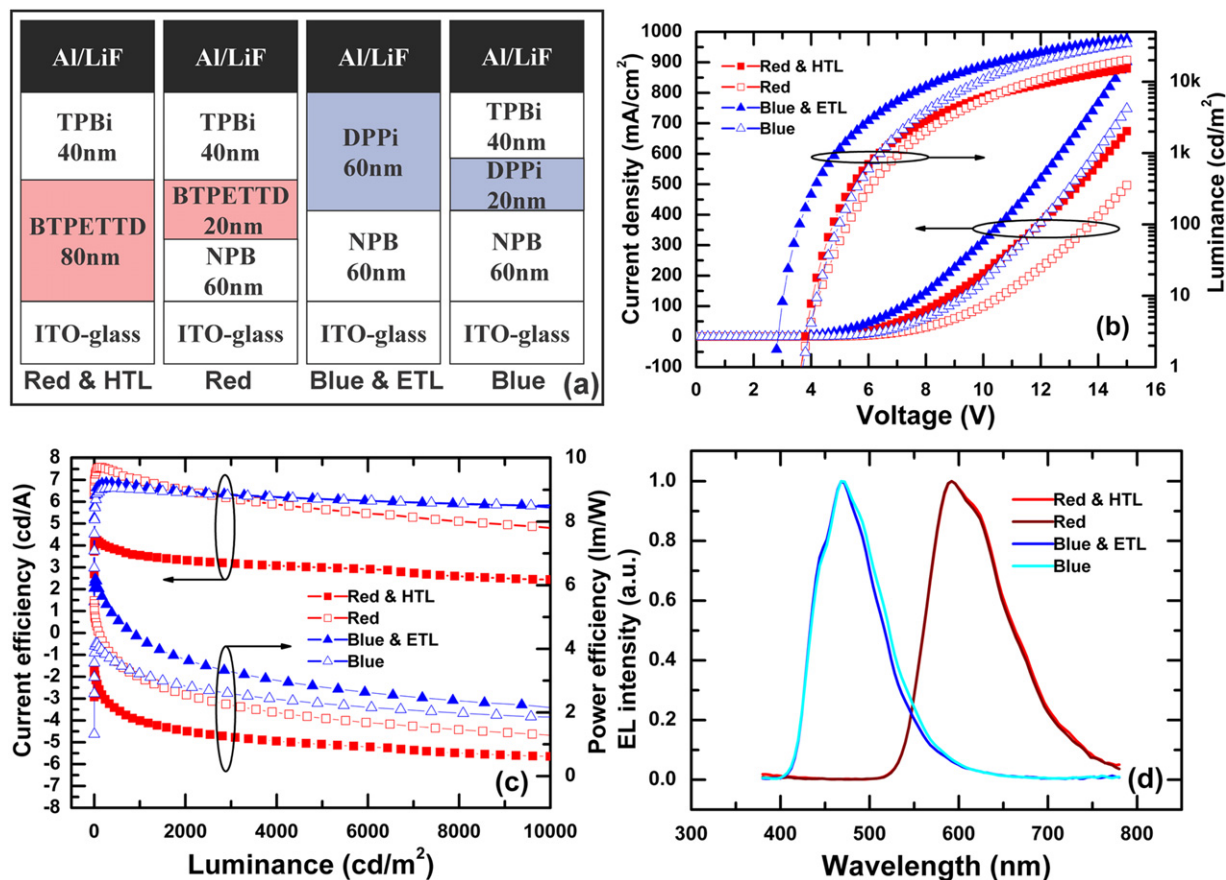 Al/LiF
TPBi
40nm
BTPETTD
80nm
ITO-glass
Red & HTL
Al/LiF
TPBi
40nm
BTPETTD
20nm
NPB
60nm
ITO-glass
Red
Al/LiF
DPPi
60nm
NPB
60nm
ITO-glass
Blue & ETL
Al/LiF
TPBi
40nm
DPPi
20nm
NPB
60nm
ITO-glass
Blue
(a)
Current density (mA/cm²)
1000
900
800
700
600
500
400
300
200
100
0
-100
Red & HTL
Red
Blue & ETL
Blue
(b)
10k
1k
100
10
1
Luminance (cd/m²)
0 2 4 6 8 10 12 14 16
Voltage (V)
Current efficiency (cd/A)
8
7
6
5
4
3
2
1
0
-1
-2
-3
-4
-5
-6
-7
-8
Red & HTL
Red
Blue & ETL
Blue
(c)
10
8
6
4
2
0
Power efficiency (lm/W)
0 2000 4000 6000 8000 10000
Luminance (cd/m²)
EL intensity (a.u.)
1.0
0.8
0.6
0.4
0.2
0.0
Red & HTL
Red
Blue & ETL
Blue
(d)
300 400 500 600 700 800
Wavelength (nm)